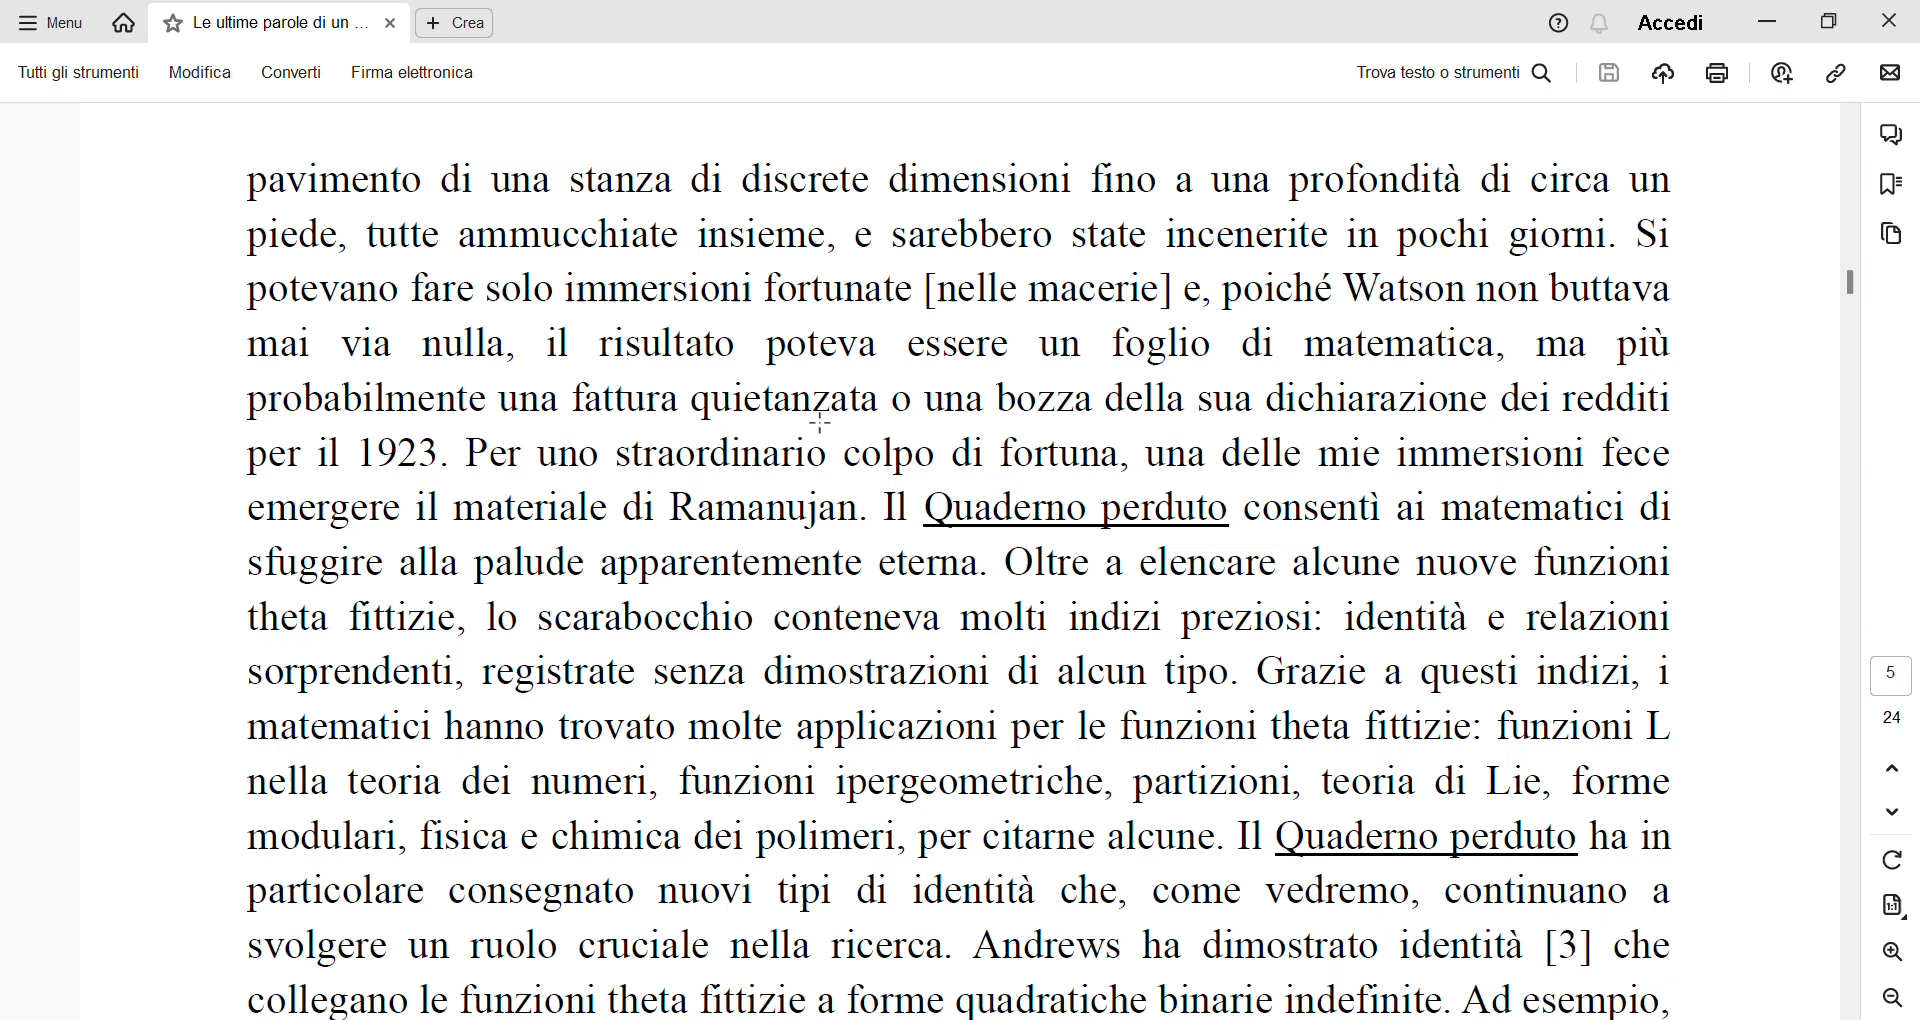 Menu
Le ultime parole di un ...
Crea
Accedi
Tutti gli strumenti Modifica Converti Firma elettronica
Trova testo o strumenti
pavimento di una stanza di discrete dimensioni fino a una profondità di circa un
piede, tutte ammucchiate insieme, e sarebbero state incenerite in pochi giorni. Si
potevano fare solo immersioni fortunate [nelle macerie] e, poiché Watson non buttava
mai via nulla, il risultato poteva essere un foglio di matematica, ma più
probabilmente una fattura quietanzata o una bozza della sua dichiarazione dei redditi
per il 1923. Per uno straordinario colpo di fortuna, una delle mie immersioni fece
emergere il materiale di Ramanujan. Il Quaderno perduto consentì ai matematici di
sfuggire alla palude apparentemente eterna. Oltre a elencare alcune nuove funzioni
theta fittizie, lo scarabocchio conteneva molti indizi preziosi: identità e relazioni
sorprendenti, registrate senza dimostrazioni di alcun tipo. Grazie a questi indizi, i
matematici hanno trovato molte applicazioni per le funzioni theta fittizie: funzioni L
nella teoria dei numeri, funzioni ipergeometriche, partizioni, teoria di Lie, forme
modulari, fisica e chimica dei polimeri, per citarne alcune. Il Quaderno perduto ha in
particolare consegnato nuovi tipi di identità che, come vedremo, continuano a
svolgere un ruolo cruciale nella ricerca. Andrews ha dimostrato identità [3] che
collegano le funzioni theta fittizie a forme quadratiche binarie indefinite. Ad esempio,
5
24
1:1